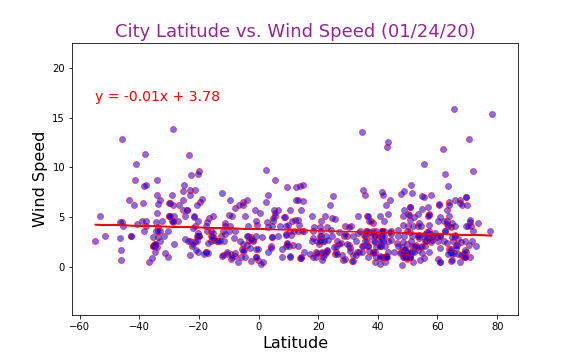 City Latitude vs. Wind Speed (01/24/20)
20
y = -0.01x + 3.78
15
10
5
0
Wind Speed
−60 −40 −20 0 20 40 60 80
Latitude